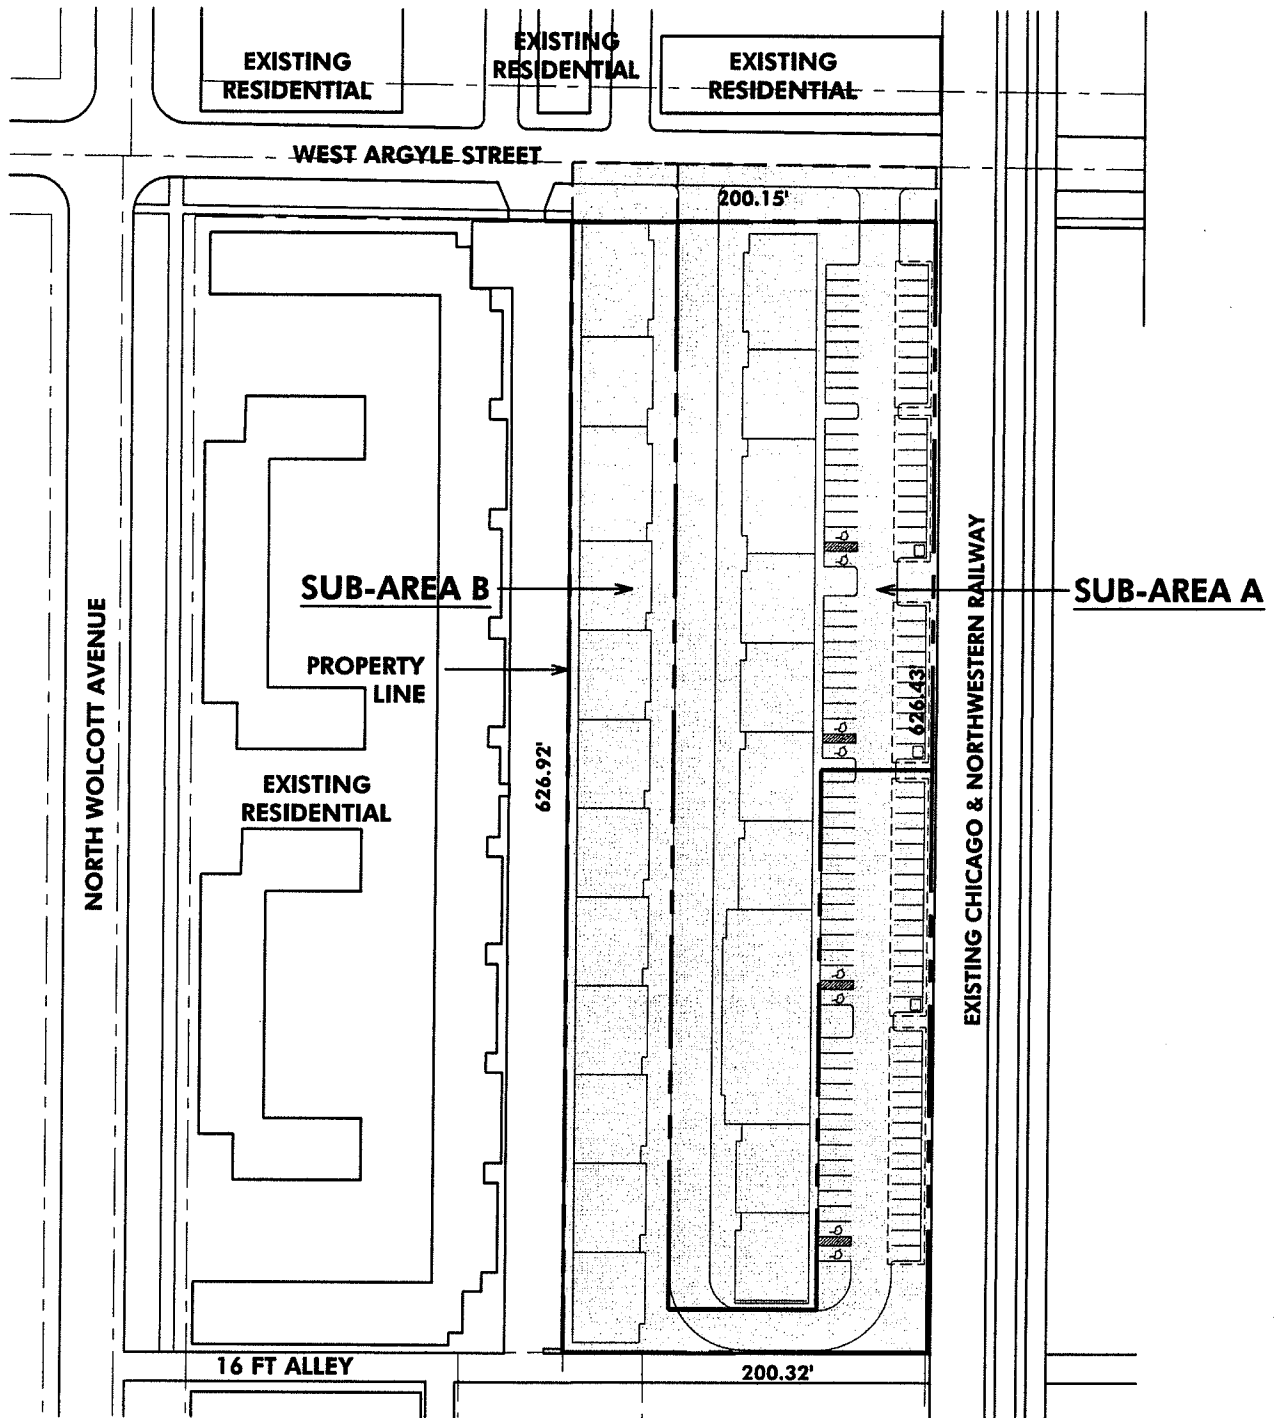 EXISTING
RESIDENTIAL
EXISTING
RESIDENTIAL
EXISTING
RESIDENTIAL
WEST ARGYLE STREET
200.15'
SUB-AREA B
SUB-AREA A
PROPERTY
LINE
626.43'
626.92'
NORTH WOLCOTT AVENUE
EXISTING CHICAGO & NORTHWESTERN RAILWAY
EXISTING
RESIDENTIAL
16 FT ALLEY
200.32'